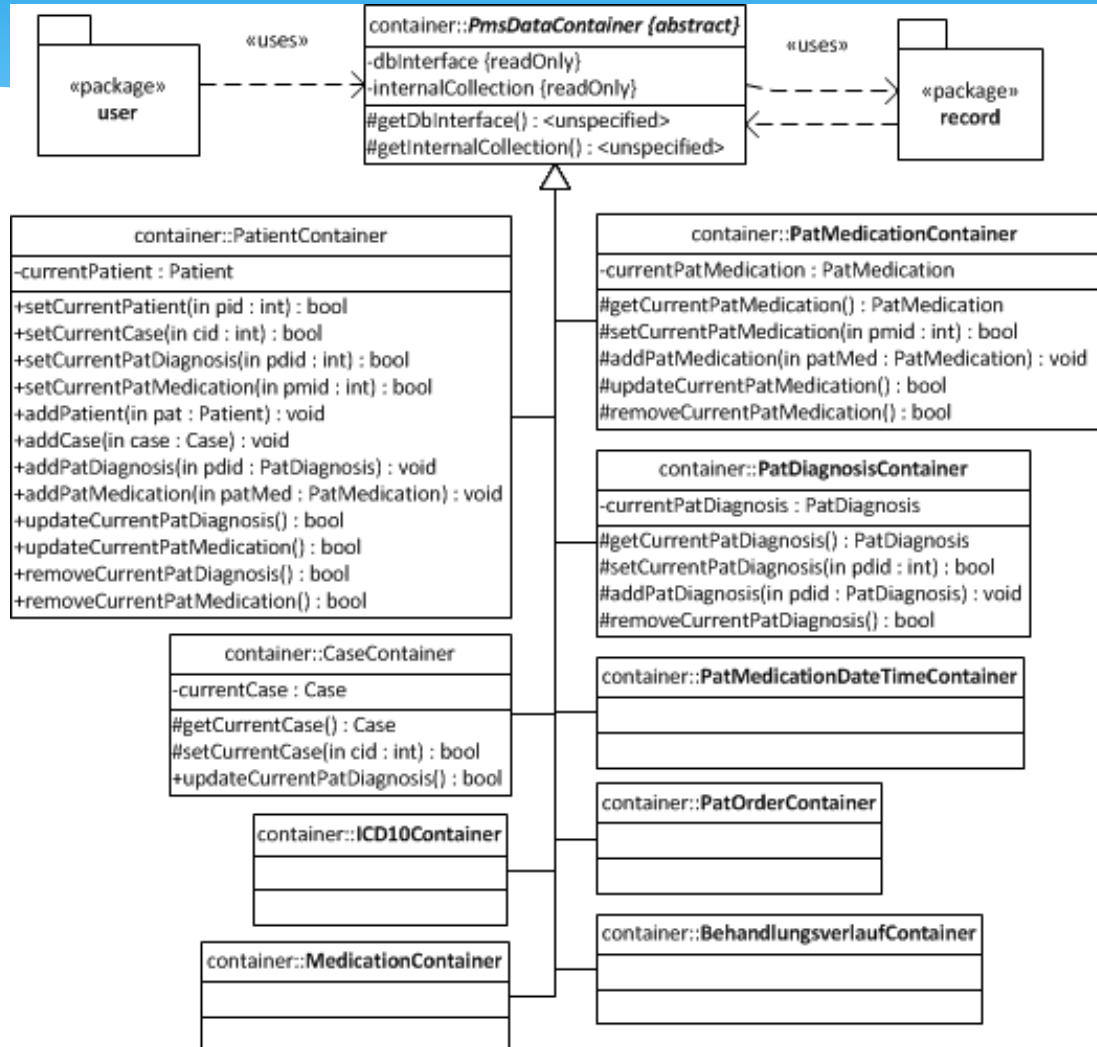 «package»
user
«uses»
container::PmsDataContainer {abstract}
-dbInterface {readOnly}
-internalCollection {readOnly}
#getDbInterface() : <unspecified>
#getInternalCollection() : <unspecified>
«uses»
«package»
record
container::PatientContainer
-currentPatient : Patient
+setCurrentPatient(in pid : int) : bool
+setCurrentCase(in cid : int) : bool
+setCurrentPatDiagnosis(in pdid : int) : bool
+setCurrentPatMedication(in pmid : int) : bool
+addPatient(in pat : Patient) : void
+addCase(in case : Case) : void
+addPatDiagnosis(in pdid : PatDiagnosis) : void
+addPatMedication(in patMed : PatMedication) : void
+updateCurrentPatDiagnosis() : bool
+updateCurrentPatMedication() : bool
+removeCurrentPatDiagnosis() : bool
+removeCurrentPatMedication() : bool
container::PatMedicationContainer
-currentPatMedication : PatMedication
#getCurrentPatMedication() : PatMedication
#setCurrentPatMedication(in pmid : int) : bool
#addPatMedication(in patMed : PatMedication) : void
#updateCurrentPatMedication() : bool
#removeCurrentPatMedication() : bool
container::PatDiagnosisContainer
-currentPatDiagnosis : PatDiagnosis
#getCurrentPatDiagnosis() : PatDiagnosis
#setCurrentPatDiagnosis(in pdid : int) : bool
#addPatDiagnosis(in pdid : PatDiagnosis) : void
#removeCurrentPatDiagnosis() : bool
container::CaseContainer
-currentCase : Case
#getCurrentCase() : Case
#setCurrentCase(in cid : int) : bool
+updateCurrentPatDiagnosis() : bool
container::PatMedicationDateTimeContainer
container::PatOrderContainer
container::ICD10Container
container::BehandlungsverlaufContainer
container::MedicationContainer